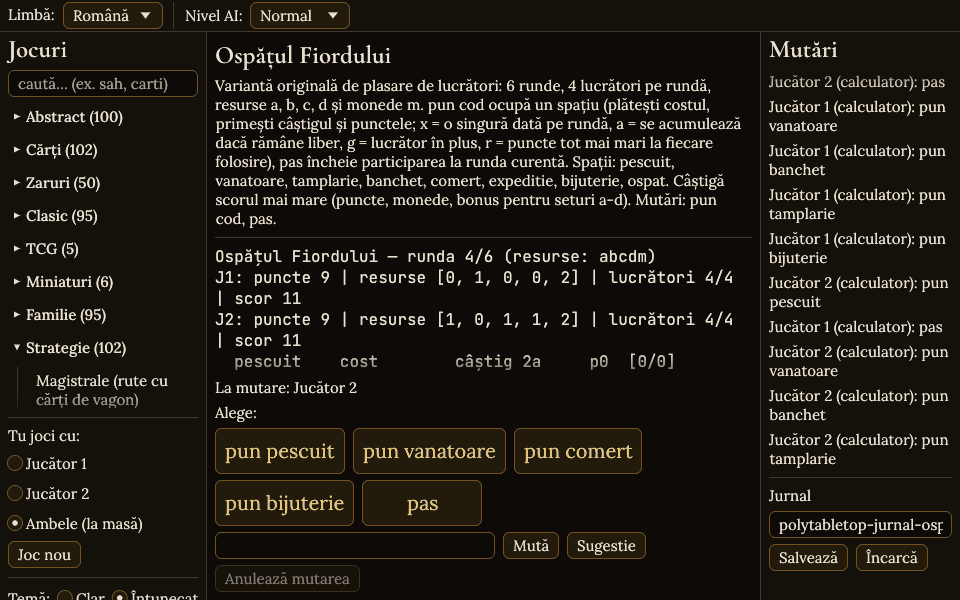 Limbă:
Română
Nivel AI:
Normal
Jocuri
caută... (ex. sah, carti)
Abstract (100)
Cărți (102)
Zaruri (50)
Clasic (95)
TCG (5)
Miniaturi (6)
Familie (95)
Strategie (102)
Magistrale (rute cu
cărți de vagon)
Tu joci cu:
Jucător 1
Jucător 2
Ambele (la masă)
Joc nou
Temă:
Clar
Întunecat
Ospățul Fiordului
Variantă originală de plasare de lucrători: 6 runde, 4 lucrători pe rundă,
resurse a, b, c, d și monede m. pun cod ocupă un spațiu (plătești costul,
primești câștigul și punctele; x = o singură dată pe rundă, a = se acumulează
dacă rămâne liber, g = lucrător în plus, r = puncte tot mai mari la fiecare
folosire), pas încheie participarea la runda curentă. Spații: pescuit,
vanatoare, tamplarie, banchet, comert, expeditie, bijuterie, ospat. Câștigă
scorul mai mare (puncte, monede, bonus pentru seturi a-d). Mutări: pun
cod, pas.
Ospățul Fiordului — runda 4/6 (resurse: abcdm)
J1: puncte 9 | resurse [0, 1, 0, 0, 2] | lucrători 4/4
| scor 11
J2: puncte 9 | resurse [1, 0, 1, 1, 2] | lucrători 4/4
| scor 11
pescuit cost câștig 2a p0 [0/0]
La mutare: Jucător 2
Alege:
pun pescuit
pun vanatoare
pun comert
pun bijuterie
pas
Mută
Sugestie
Anulează mutarea
Mutări
Jucător 2 (calculator): pas
Jucător 1 (calculator): pun
vanatoare
Jucător 1 (calculator): pun
banchet
Jucător 1 (calculator): pun
tamplarie
Jucător 1 (calculator): pun
bijuterie
Jucător 2 (calculator): pun
pescuit
Jucător 1 (calculator): pas
Jucător 2 (calculator): pun
vanatoare
Jucător 2 (calculator): pun
banchet
Jucător 2 (calculator): pun
tamplarie
Jurnal
polytabletop-jurnal-osp
Salvează
Încarcă